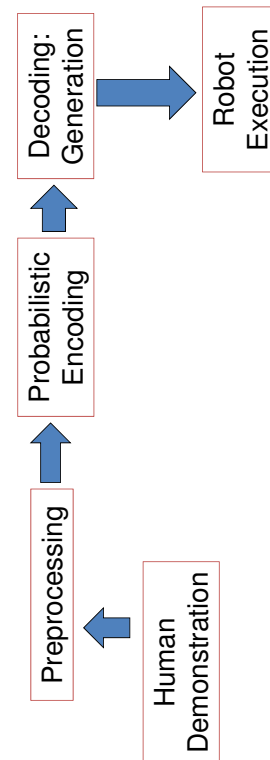 Human
Demonstration
Preprocessing
Probabilistic
Encoding
Decoding:
Generation
Robot
Execution